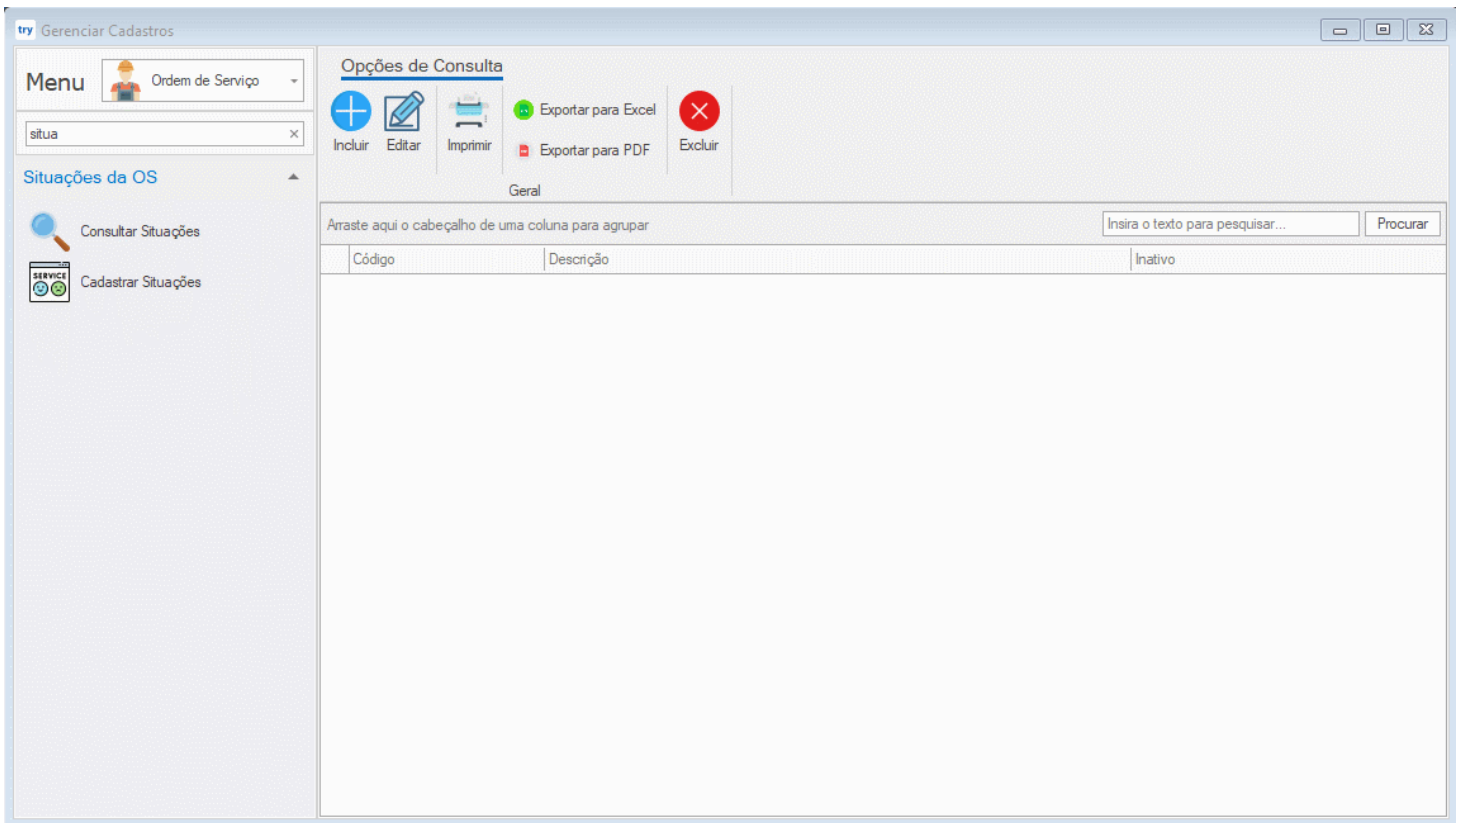 try Gerenciar Cadastros
Menu
Ordem de Serviço
situa
Situações da OS
Consultar Situações
SERVICE
Cadastrar Situações
Opções de Consulta
Incluir
Editar
Imprimir
Exportar para Excel
Exportar para PDF
Excluir
Geral
Arraste aqui o cabeçalho de uma coluna para agrupar
Insira o texto para pesquisar...
Procurar
Código
Descrição
Inativo